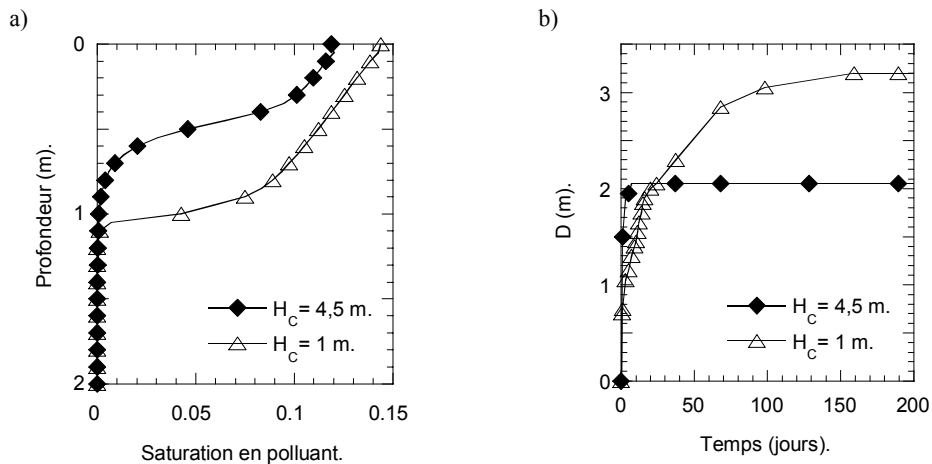 a)
b)
0
1
2
Profondeur (m).
0
0.05
0.1
0.15
Saturation en polluant.
H_C= 4,5 m.
H_C= 1 m.
3
2
1
0
D (m).
0
50
100
150
200
Temps (jours).
H_C= 4,5 m.
H_C= 1 m.